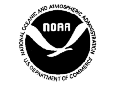 NATIONAL OCEANIC AND ATMOSPHERIC ADMINISTRATION
NOAA
U.S. DEPARTMENT OF COMMERCE